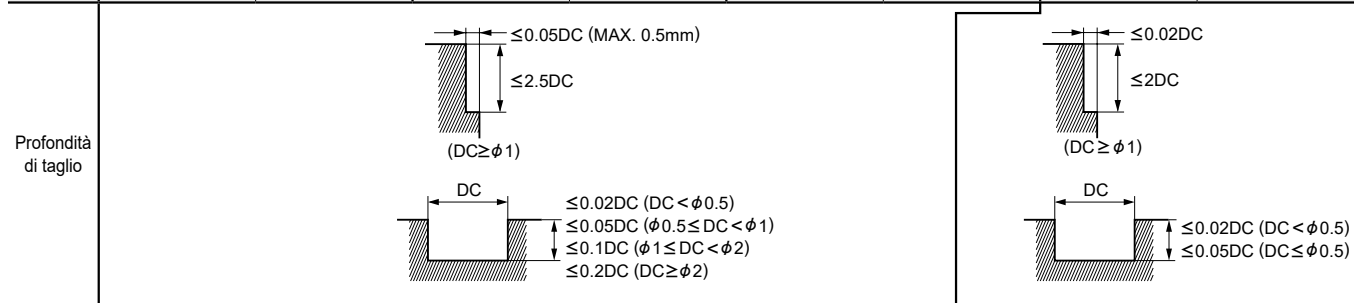 Profondità
di taglio
≤0.05DC (MAX. 0.5mm)
≤2.5DC
(DC≥ϕ1)
DC
≤0.02DC (DC<ϕ0.5)
≤0.05DC (ϕ0.5≤DC<ϕ1)
≤0.1DC (ϕ1≤DC<ϕ2)
≤0.2DC (DC≥ϕ2)
≤0.02DC
≤2DC
(DC≥ϕ1)
DC
≤0.02DC (DC<ϕ0.5)
≤0.05DC (DC≤ϕ0.5)